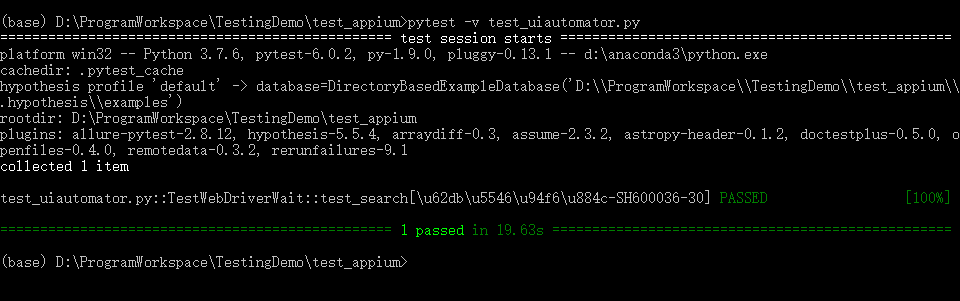 (base) D:\ProgramWorkspace\TestingDemo\test_appium>pytest -v test_uiautomator.py
================================================= test session starts =================================================
platform win32 -- Python 3.7.6, pytest-6.0.2, py-1.9.0, pluggy-0.13.1 -- d:\anaconda3\python.exe
cachedir: .pytest_cache
hypothesis profile 'default' -> database=DirectoryBasedExampleDatabase('D:\\ProgramWorkspace\\TestingDemo\\test_appium\\
.hypothesis\\examples')
rootdir: D:\ProgramWorkspace\TestingDemo\test_appium
plugins: allure-pytest-2.8.12, hypothesis-5.5.4, arraydiff-0.3, assume-2.3.2, astropy-header-0.1.2, doctestplus-0.5.0, o
penfiles-0.4.0, remotedata-0.3.2, rerunfailures-9.1
collected 1 item
test_uiautomator.py::TestWebDriverWait::test_search[\u62db\u5546\u94f6\u884c-SH600036-30] PASSED [100%]
================================================= 1 passed in 19.63s ==================================================
(base) D:\ProgramWorkspace\TestingDemo\test_appium>